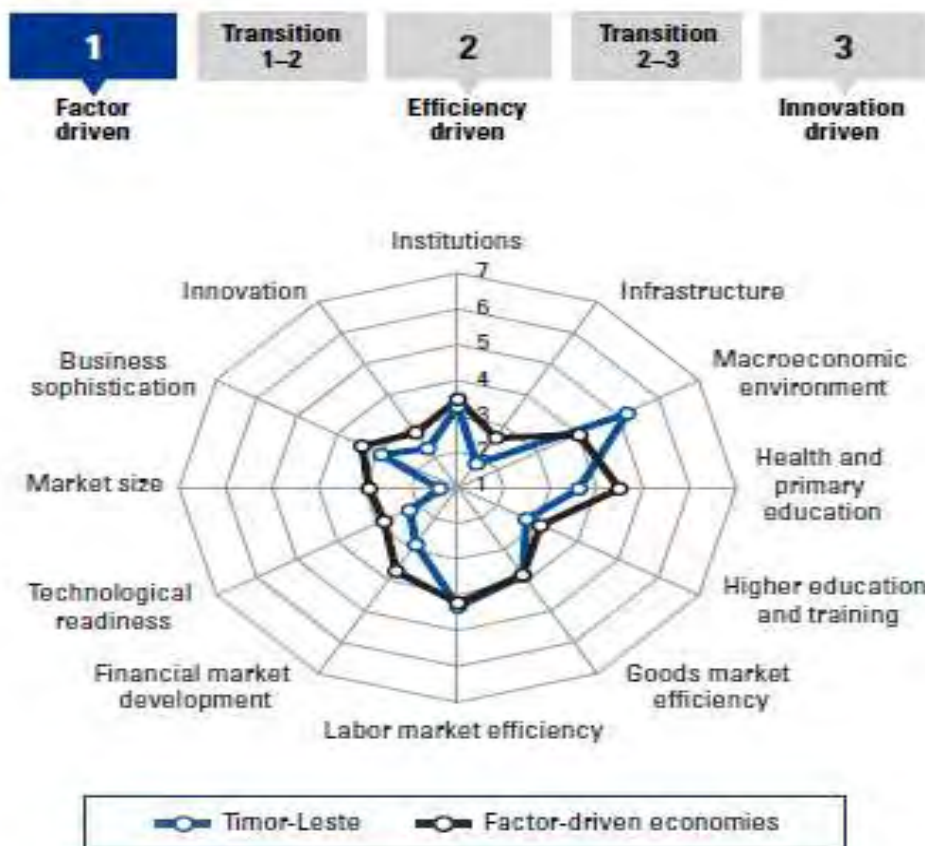 1
Transition
1–2
2
Transition
2–3
3
Factor
driven
Efficiency
driven
Innovation
driven
Institutions
7
6
5
4
3
2
1
Innovation
Infrastructure
Business
sophistication
Macroeconomic
environment
Market size
Health and
primary
education
Technological
readiness
Higher education
and training
Financial market
development
Goods market
efficiency
Labor market efficiency
Timor-Leste
Factor-driven economies